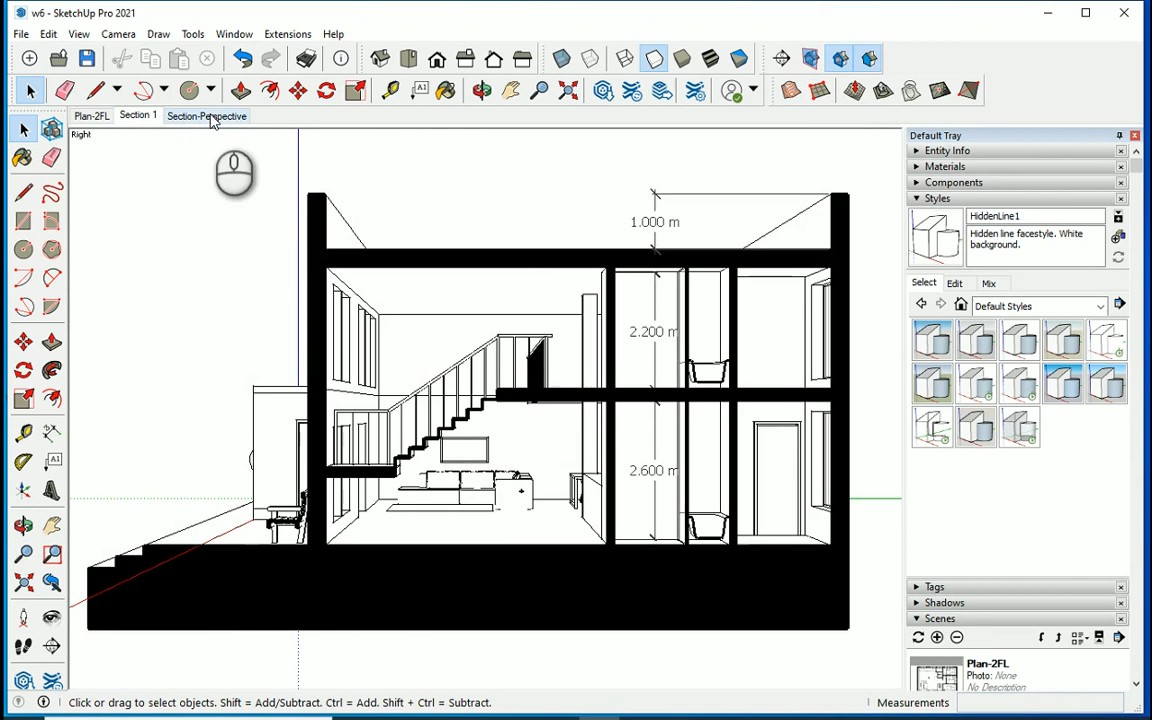 w6 - SketchUp Pro 2021
File Edit View Camera Draw Tools Window Extensions Help
A1
Plan-2FL Section 1 Section-Perspective
Right
Default Tray
Entity Info
Materials
Components
Styles
HiddenLine1
Hidden line facestyle. White
background.
Select Edit Mix
Default Styles
1.000 m
2.200 m
2.600 m
A1
Tags
Shadows
Scenes
Plan-2FL
Photo: None
No Description
Click or drag to select objects. Shift = Add/Subtract. Ctrl = Add. Shift + Ctrl = Subtract.
Measurements